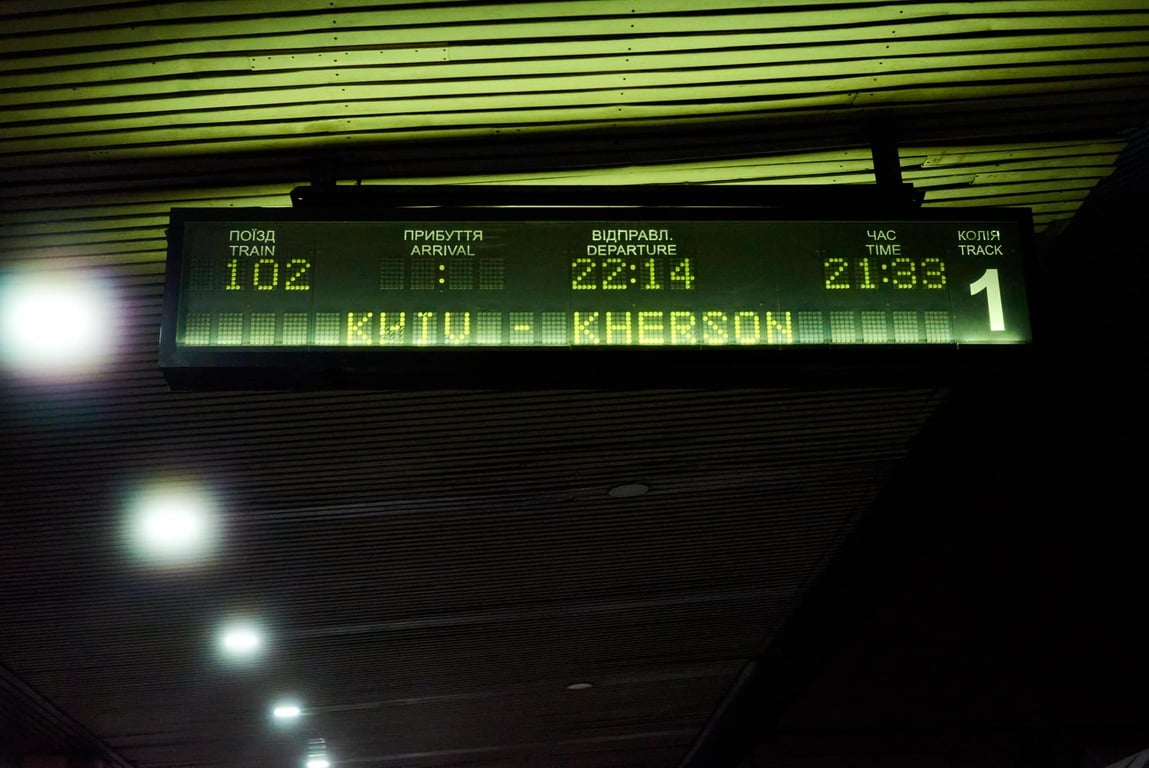 ПОЇЗД ПРИБУТТЯ ВІДПРАВЛ. ЧАС КОЛІЯ
TRAIN ARRIVAL DEPARTURE TIME TRACK
102 : 22:14 21:33 1
KYIV - KHERSON